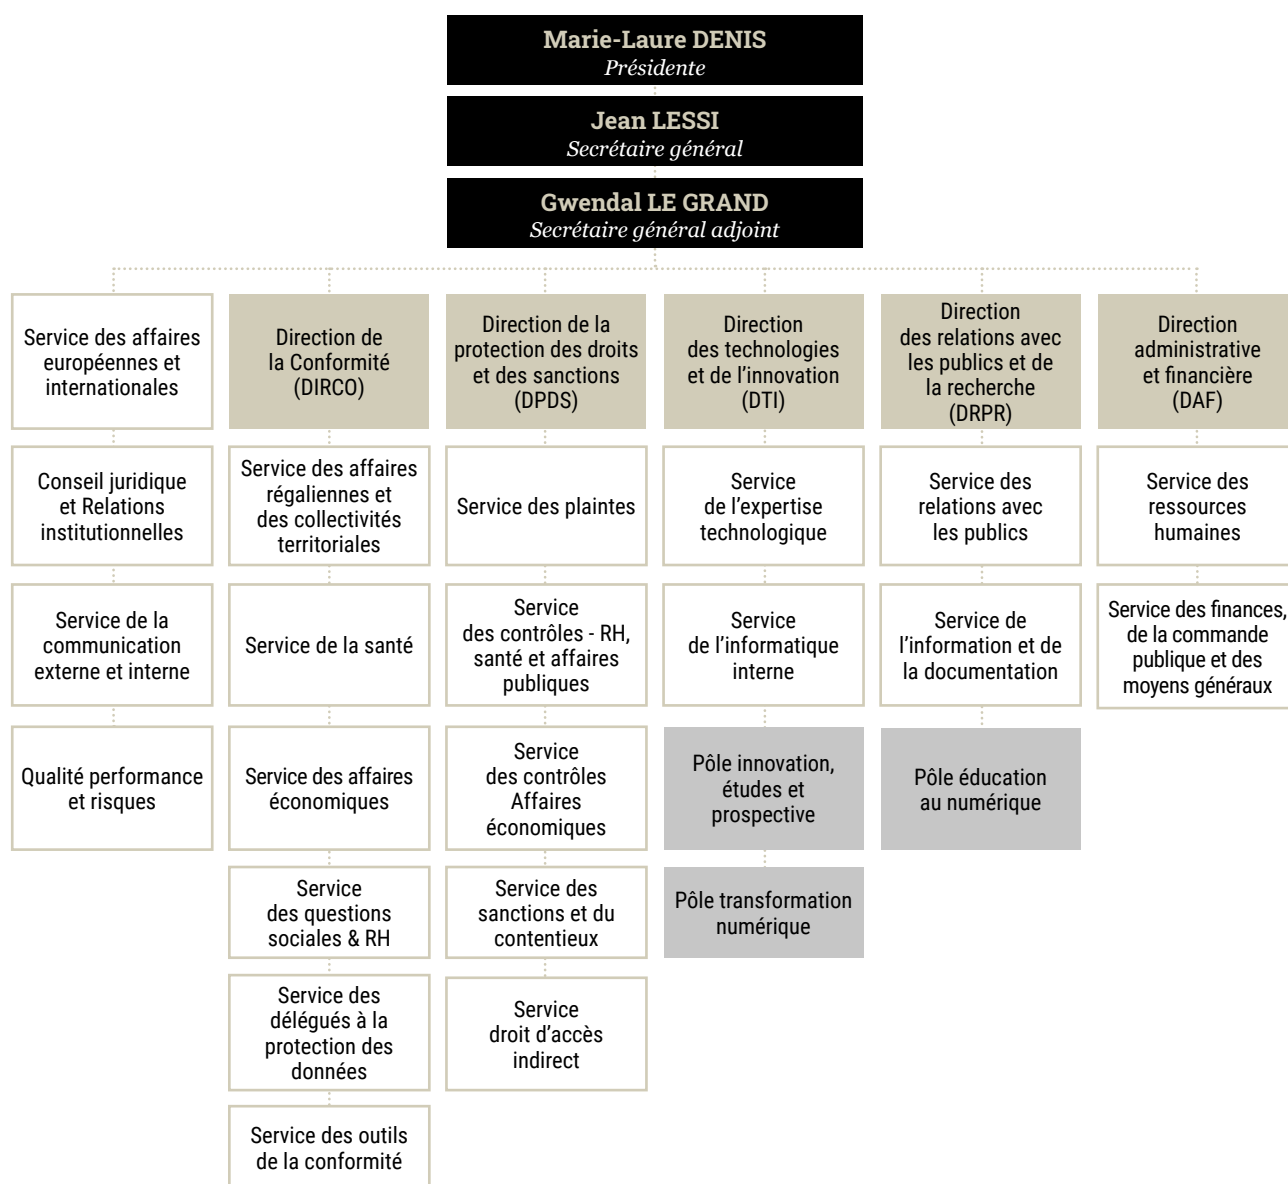 Marie-Laure DENIS
Présidente
Jean LESSI
Secrétaire général
Gwendal LE GRAND
Secrétaire général adjoint
Service des affaires
européennes et
internationales
Conseil juridique
et Relations
institutionnelles
Service de la
communication
externe et interne
Qualité performance
et risques
Direction de
la Conformité
(DIRCO)
Service des affaires
régaliennes et
des collectivités
territoriales
Service de la santé
Service des affaires
économiques
Service
des questions
sociales & RH
Service des
délégués à la
protection des
données
Service des outils
de la conformité
Direction de la
protection des droits
et des sanctions
(DPDS)
Service des plaintes
Service
des contrôles - RH,
santé et affaires
publiques
Service
des contrôles
Affaires
économiques
Service des
sanctions et du
contentieux
Service
droit d’accès
indirect
Direction
des technologies
et de l’innovation
(DTI)
Service
de l’expertise
technologique
Service
de l’informatique
interne
Pôle innovation,
études et
prospective
Pôle transformation
numérique
Direction
des relations avec
les publics et de
la recherche
(DRPR)
Service des
relations avec
les publics
Service de
l’information et de
la documentation
Pôle éducation
au numérique
Direction
administrative
et financière
(DAF)
Service des
ressources
humaines
Service des finances,
de la commande
publique et des
moyens généraux